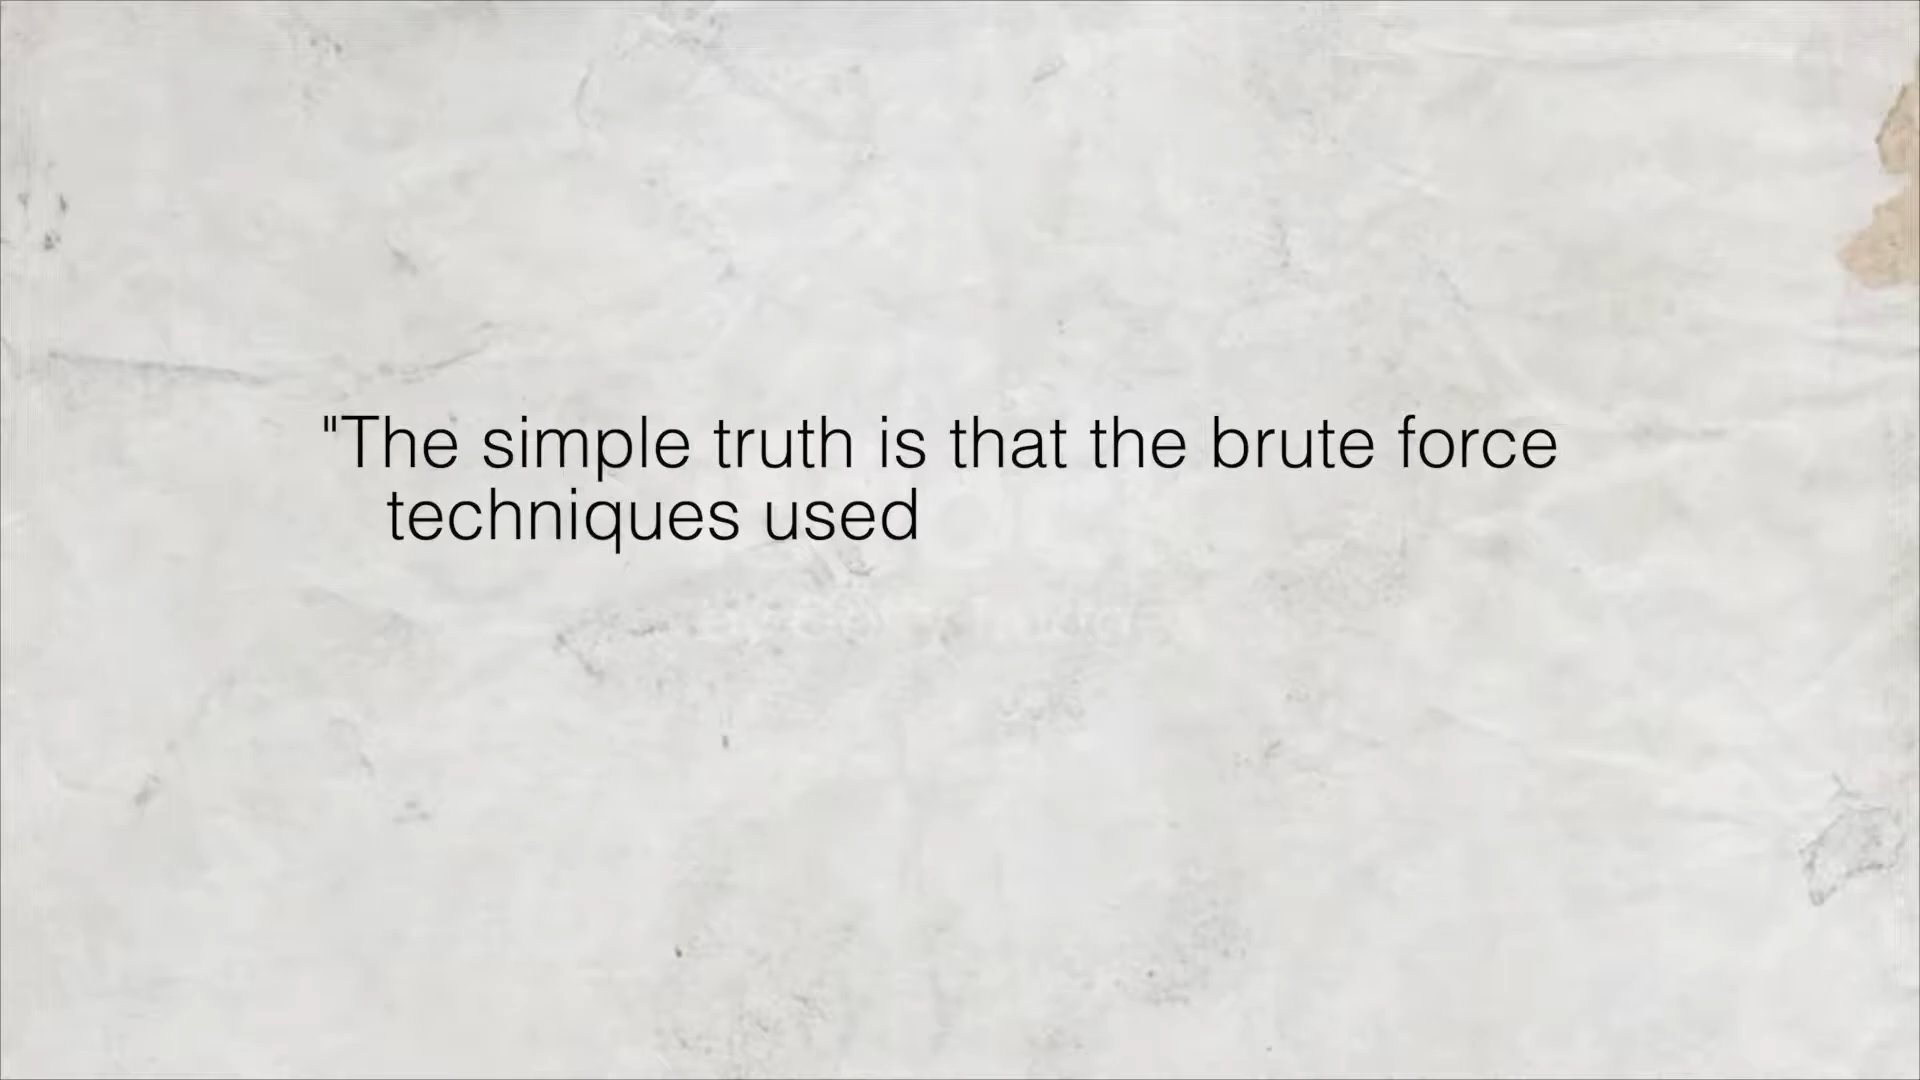 "The simple truth is that the brute force
techniques used